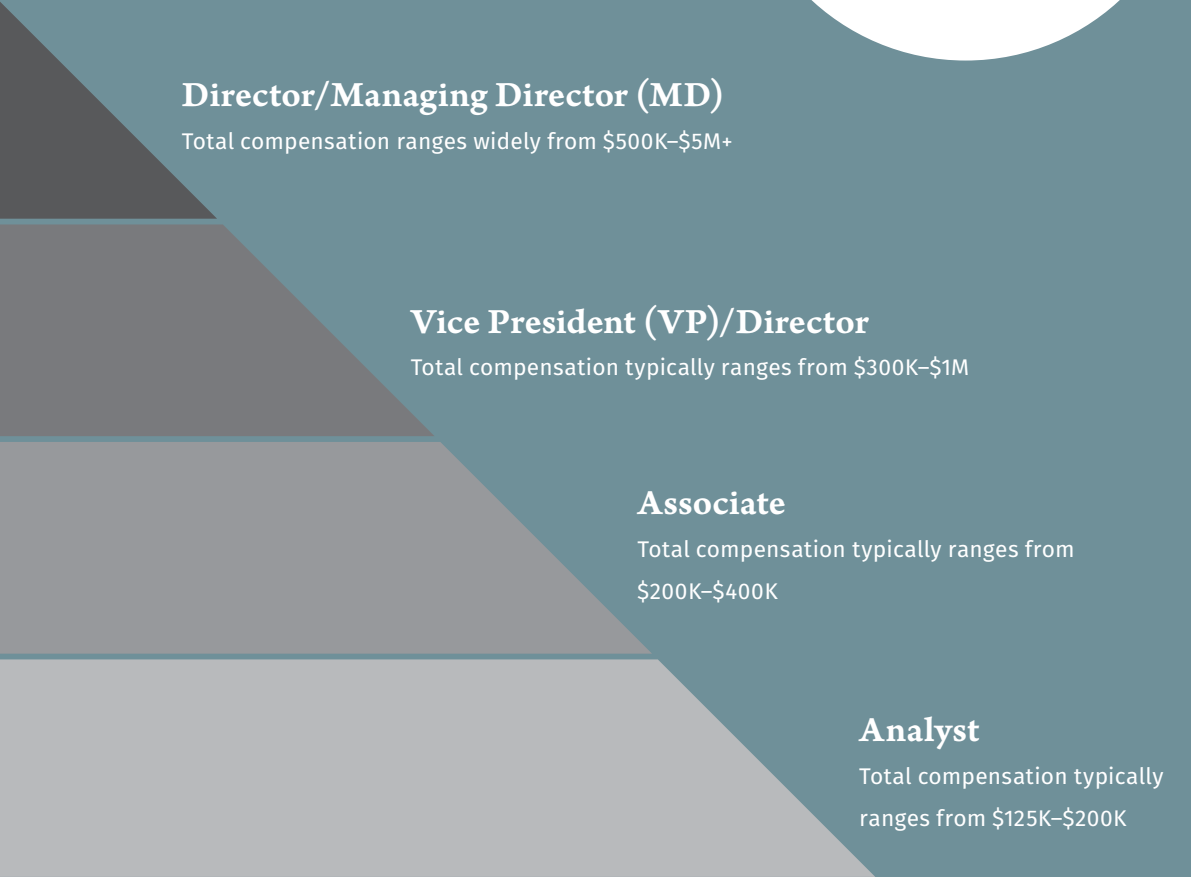 Director/Managing Director (MD)
Total compensation ranges widely from $500K–$5M+
Vice President (VP)/Director
Total compensation typically ranges from $300K–$1M
Associate
Total compensation typically ranges from
$200K–$400K
Analyst
Total compensation typically
ranges from $125K–$200K